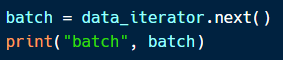 batch = data_iterator.next()
print("batch", batch)